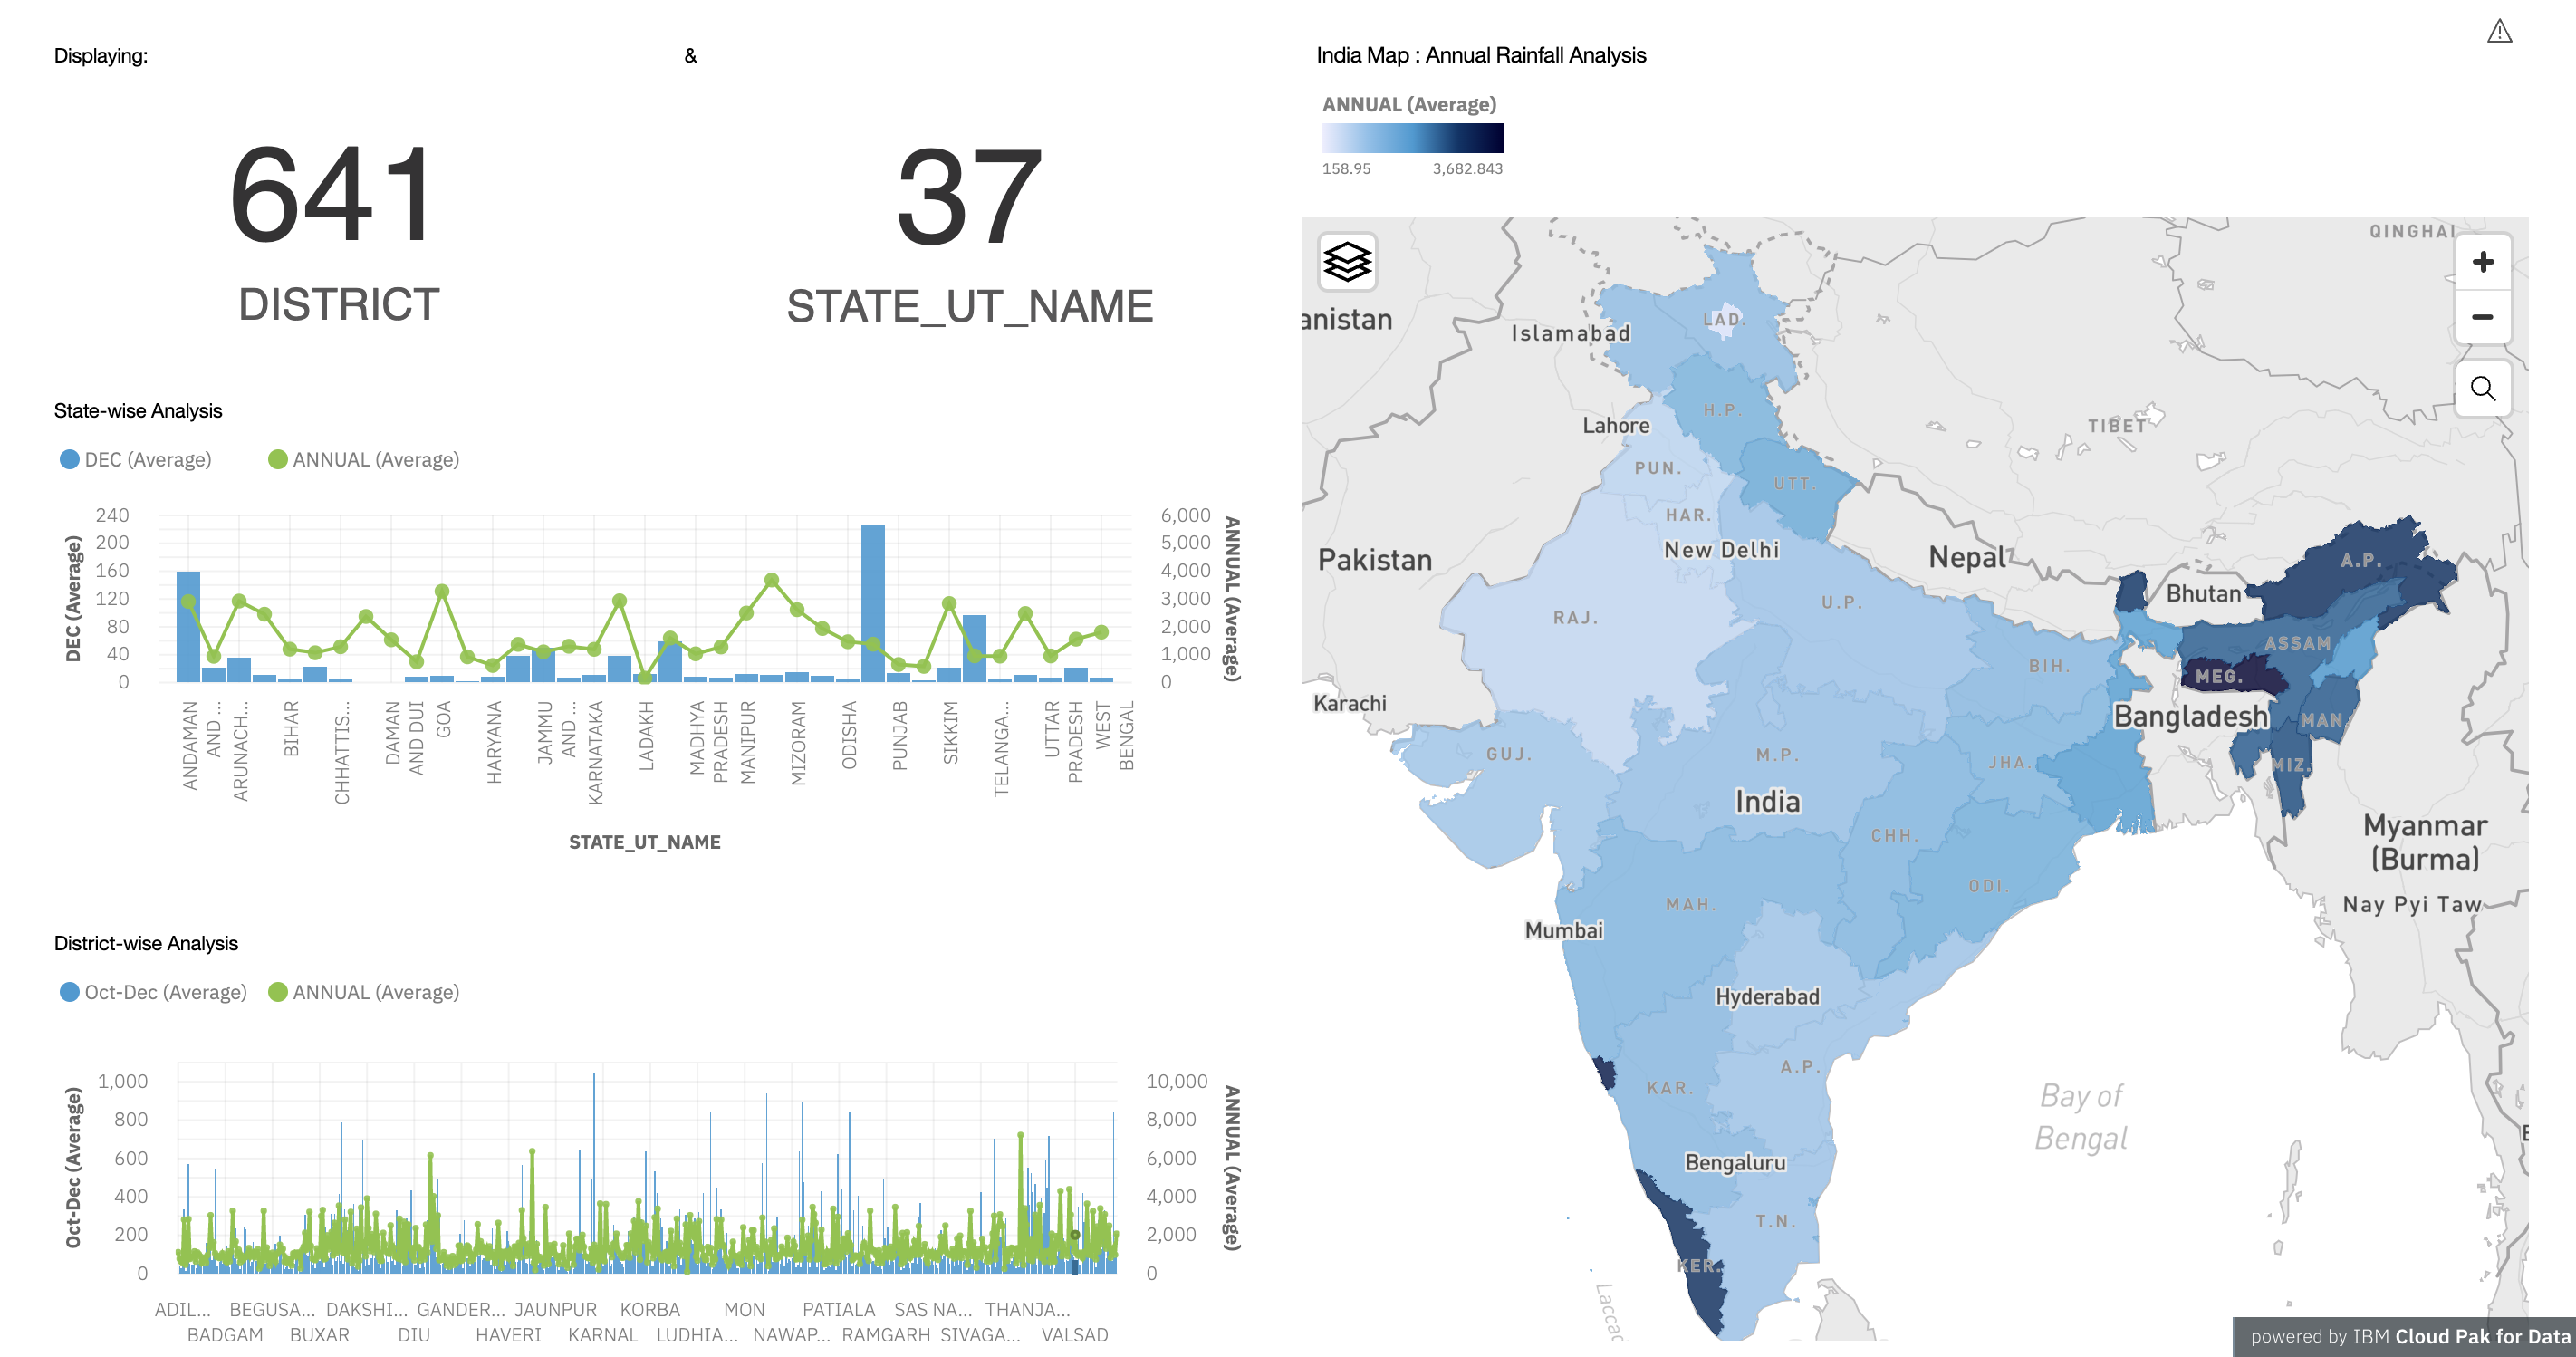 Displaying:
&
641
DISTRICT
37
STATE_UT_NAME
State-wise Analysis
DEC (Average)
ANNUAL (Average)
DEC (Average)
240
200
160
120
80
40
0
6,000
5,000
4,000
3,000
2,000
1,000
0
ANNUAL (Average)
ANDAMAN AND ...
ARUNACH...
BIHAR
CHHATTIS...
DAMAN AND DUI
GOA
HARYANA
JAMMU AND ...
KARNATAKA
LADAKH
MADHYA PRADESH
MANIPUR
MIZORAM
ODISHA
PUNJAB
SIKKIM
TELANGA...
UTTAR PRADESH
WEST BENGAL
STATE_UT_NAME
District-wise Analysis
Oct-Dec (Average)
ANNUAL (Average)
Oct-Dec (Average)
1,000
800
600
400
200
0
10,000
8,000
6,000
4,000
2,000
0
ANNUAL (Average)
ADIL...
BEGUSA...
DAKSHI...
GANDER...
JAUNPUR
KORBA
MON
PATIALA
SAS NA...
THANJA...
BADGAM
BUXAR
DIU
HAVERI
KARNAL
LUDHIA...
NAWAP...
RAMGARH
SIVAGA...
VALSAD
India Map : Annual Rainfall Analysis
ANNUAL (Average)
158.95
3,682.843
QINGHAI
anistan
Islamabad
LAD.
H.P.
Lahore
TIBET
PUN.
UTT.
HAR.
New Delhi
Pakistan
Nepal
A.P.
Bhutan
RAJ.
U.P.
ASSAM
BIH.
MEG.
Karachi
Bangladesh
MAN.
GUJ.
M.P.
JHA.
MIZ.
India
CHH.
Myanmar
(Burma)
ODI.
MAH.
Nay Pyi Taw
Mumbai
Hyderabad
A.P.
KAR.
Bay of
Bengal
Bengaluru
T.N.
KER.
Laccad
powered by IBM Cloud Pak for Data